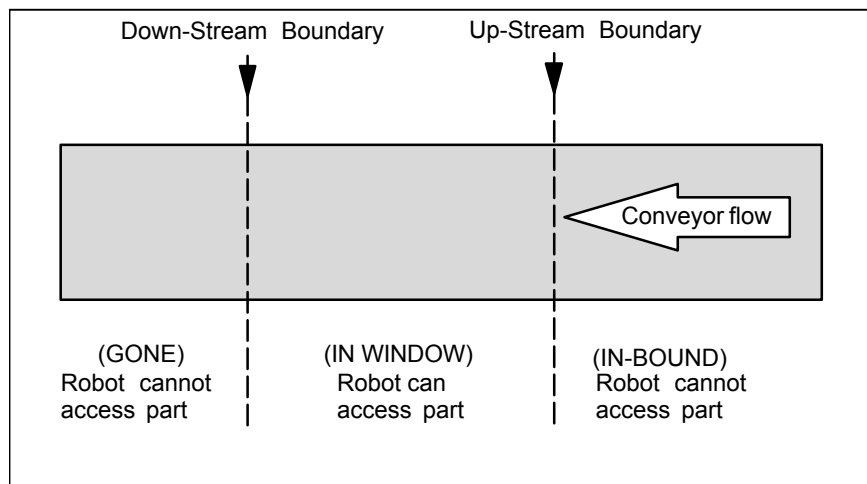 Down-Stream Boundary
Up-Stream Boundary
Conveyor flow
(GONE)
Robot cannot
access part
(IN WINDOW)
Robot can
access part
(IN-BOUND)
Robot cannot
access part